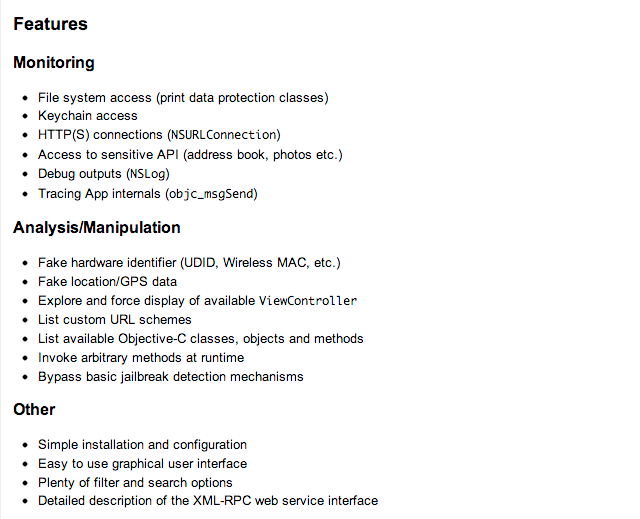 Features
Monitoring
• File system access (print data protection classes)
• Keychain access
• HTTP(S) connections (NSURLConnection)
• Access to sensitive API (address book, photos etc.)
• Debug outputs (NSLog)
• Tracing App internals (objc_msgSend)
Analysis/Manipulation
• Fake hardware identifier (UDID, Wireless MAC, etc.)
• Fake location/GPS data
• Explore and force display of available ViewController
• List custom URL schemes
• List available Objective-C classes, objects and methods
• Invoke arbitrary methods at runtime
• Bypass basic jailbreak detection mechanisms
Other
• Simple installation and configuration
• Easy to use graphical user interface
• Plenty of filter and search options
• Detailed description of the XML-RPC web service interface